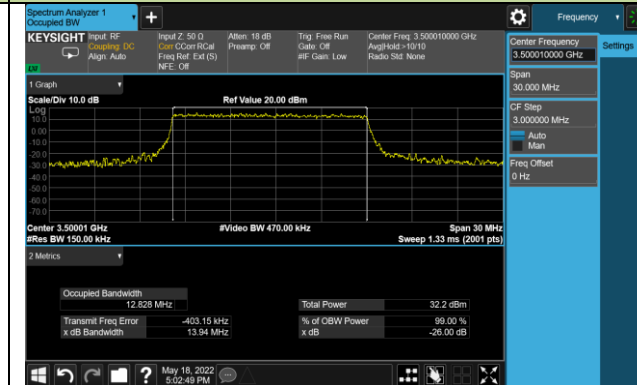 Spectrum Analyzer 1
Occupied BW
Frequency
KEYSIGHT
Input: RF
Coupling: DC
Align: Auto
Input Z: 50 Ω
Corr CCorr RCal
Freq Ref: Ext (S)
NFE: Off
Atten: 18 dB
Preamp: Off
Trig: Free Run
Gate: Off
#IF Gain: Low
Center Freq: 3.500010000 GHz
Avg|Hold:>10/10
Radio Std: None
LXI
Center Frequency
3.500010000 GHz
Settings
Span
30.000 MHz
CF Step
3.000000 MHz
Auto
Man
Freq Offset
0 Hz
1 Graph
Scale/Div 10.0 dB
Ref Value 20.00 dBm
Log
10.0
0.00
-10.0
-20.0
-30.0
-40.0
-50.0
-60.0
-70.0
Center 3.50001 GHz
#Video BW 470.00 kHz
Span 30 MHz
#Res BW 150.00 kHz
Sweep 1.33 ms (2001 pts)
2 Metrics
Occupied Bandwidth
12.828 MHz
Total Power
32.2 dBm
Transmit Freq Error
-403.15 kHz
% of OBW Power
99.00 %
x dB Bandwidth
13.94 MHz
x dB
-26.00 dB
May 18, 2022
5:02:49 PM